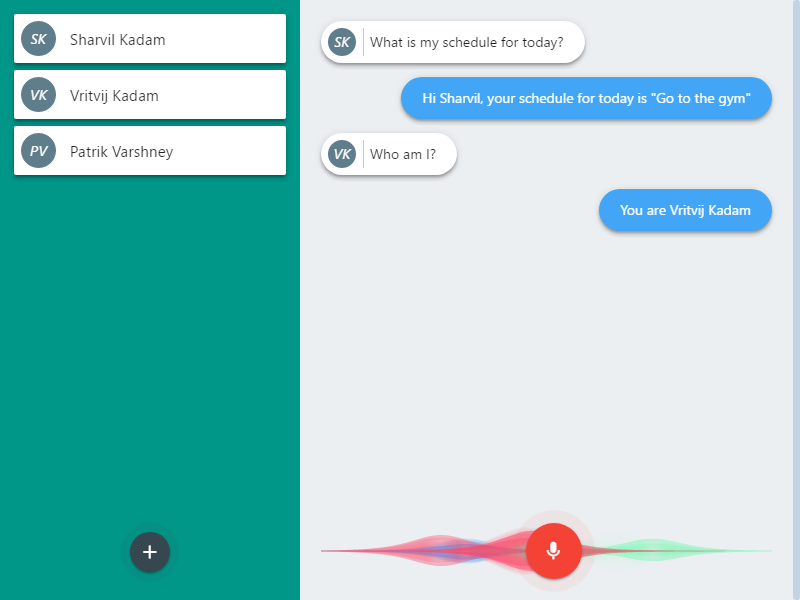 SK Sharvil Kadam
VK Vritvij Kadam
PV Patrik Varshney
+
SK What is my schedule for today?
Hi Sharvil, your schedule for today is "Go to the gym"
VK Who am I?
You are Vritvij Kadam